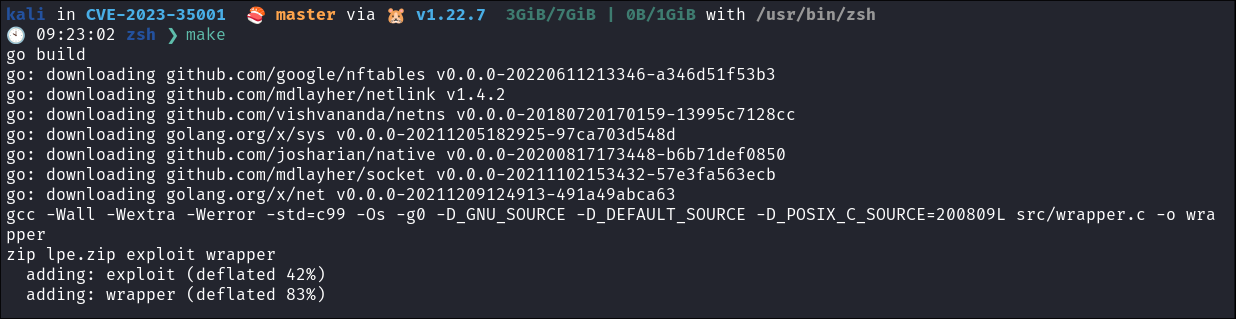 kali in CVE-2023-35001 🍣 master via 🐹 v1.22.7 3GiB/7GiB | 0B/1GiB with /usr/bin/zsh
🕙 09:23:02 zsh ❯ make
go build
go: downloading github.com/google/nftables v0.0.0-20220611213346-a346d51f53b3
go: downloading github.com/mdlayher/netlink v1.4.2
go: downloading github.com/vishvananda/netns v0.0.0-20180720170159-13995c7128cc
go: downloading golang.org/x/sys v0.0.0-20211205182925-97ca703d548d
go: downloading github.com/josharian/native v0.0.0-20200817173448-b6b71def0850
go: downloading github.com/mdlayher/socket v0.0.0-20211102153432-57e3fa563ecb
go: downloading golang.org/x/net v0.0.0-20211209124913-491a49abca63
gcc -Wall -Wextra -Werror -std=c99 -Os -g0 -D_GNU_SOURCE -D_DEFAULT_SOURCE -D_POSIX_C_SOURCE=200809L src/wrapper.c -o wra
pper
zip lpe.zip exploit wrapper
  adding: exploit (deflated 42%)
  adding: wrapper (deflated 83%)